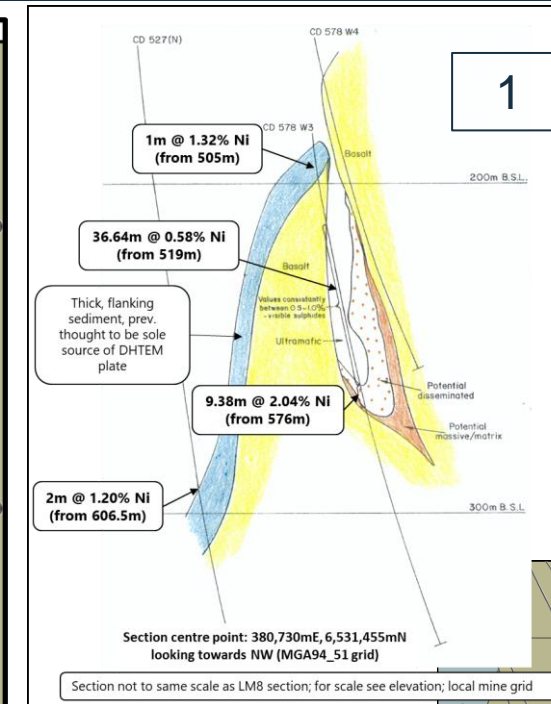 CD 527(N)
CD 578 W4
1
1m @ 1.32% Ni
(from 505m)
CD 578 W3
Basalt
200m B.S.L.
36.64m @ 0.58% Ni
(from 519m)
Basalt
Values consistantly
between 0.5-1.0%
-visible sulphides
Thick, flanking
sediment, prev.
thought to be sole
source of DHTEM
plate
Ultramafic
9.38m @ 2.04% Ni
(from 576m)
Potential
disseminated
Potential
massive/matrix
2m @ 1.20% Ni
(from 606.5m)
300m B.S.L.
Section centre point: 380,730mE, 6,531,455mN
looking towards NW (MGA94_51 grid)
Section not to same scale as LM8 section; for scale see elevation; local mine grid